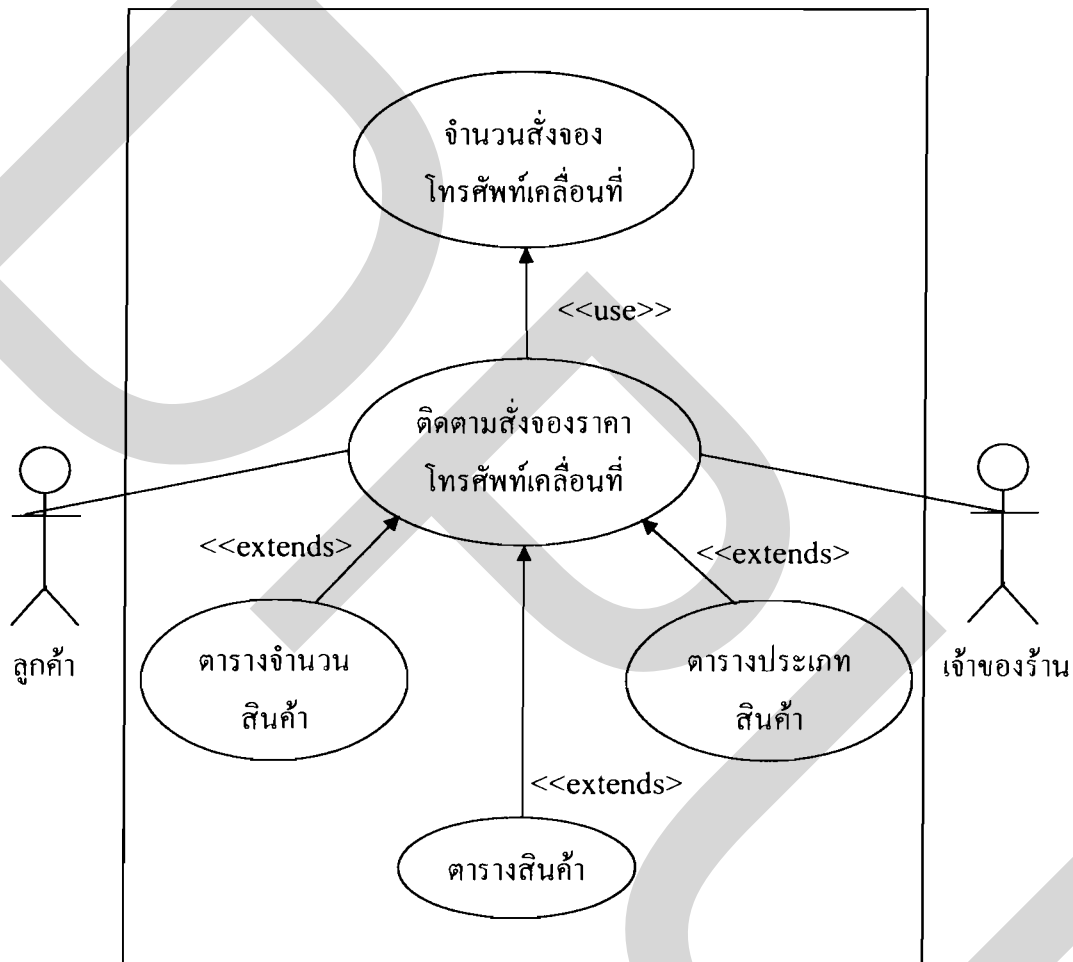 จำนวนสั่งจอง
โทรศัพท์เคลื่อนที่
<<use>>
ติดตามสั่งจองราคา
โทรศัพท์เคลื่อนที่
<<extends>
<<extends>
ลูกค้า
ตารางจำนวน
สินค้า
ตารางประเภท
สินค้า
เจ้าของร้าน
<<extends>
ตารางสินค้า